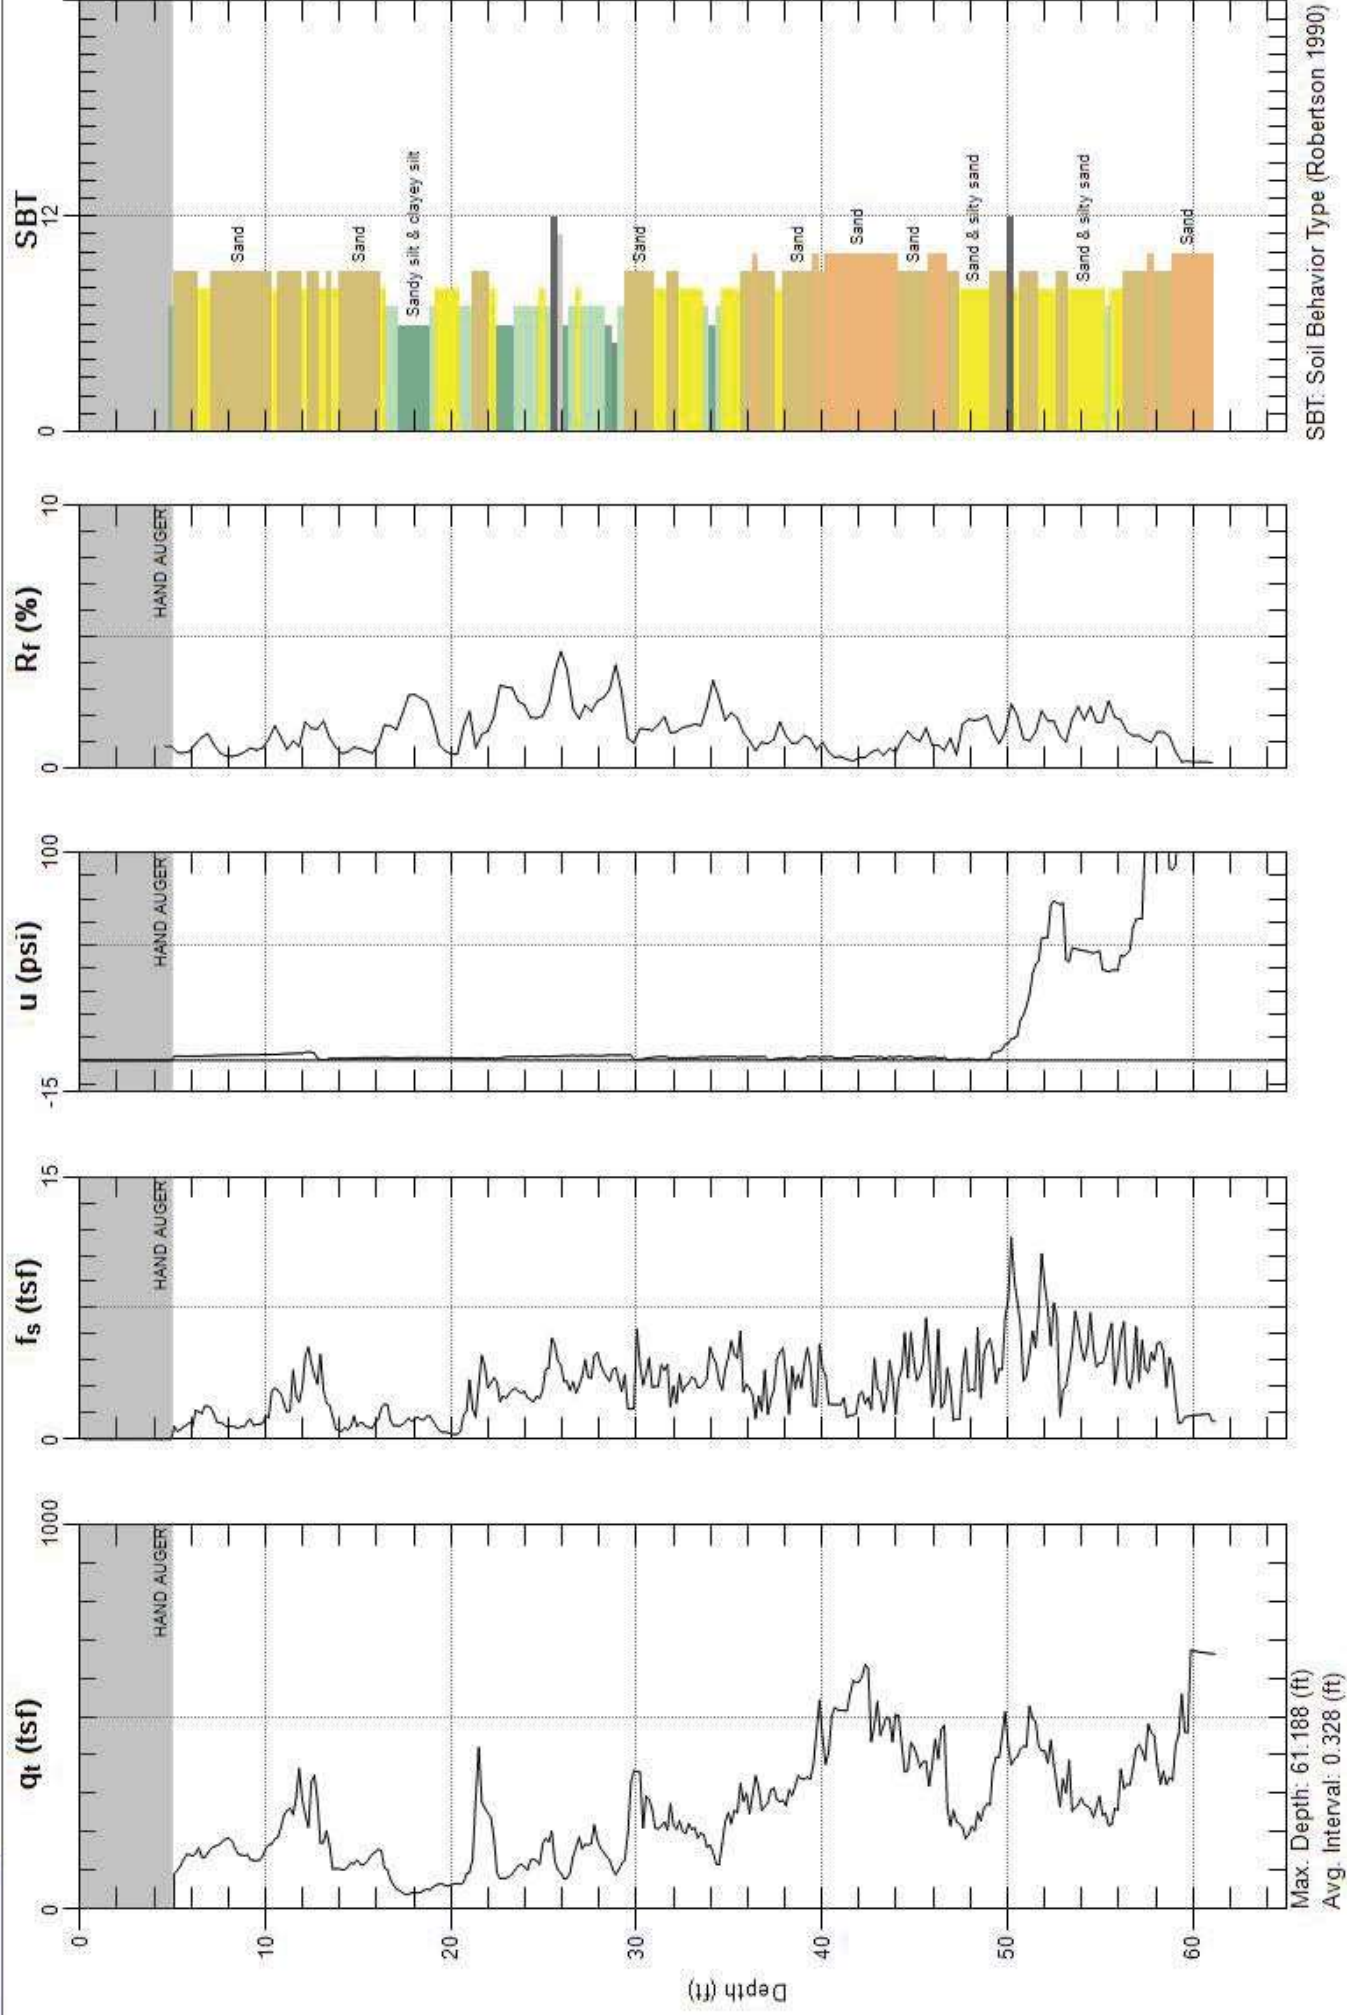 qt (tsf)
fs (tsf)
u (psi)
Rf (%)
SBT
0
1000
0
15
-15
100
0
10
0
12
HAND AUGER
HAND AUGER
HAND AUGER
HAND AUGER
0
10
20
30
40
50
60
Depth (ft)
Sand
Sand
Sandy silt & clayey silt
Sand
Sand
Sand
Sand
Sand & silty sand
Sand & silty sand
Sand
Max. Depth: 61.188 (ft)
Avg. Interval: 0.328 (ft)
SBT: Soil Behavior Type (Robertson 1990)